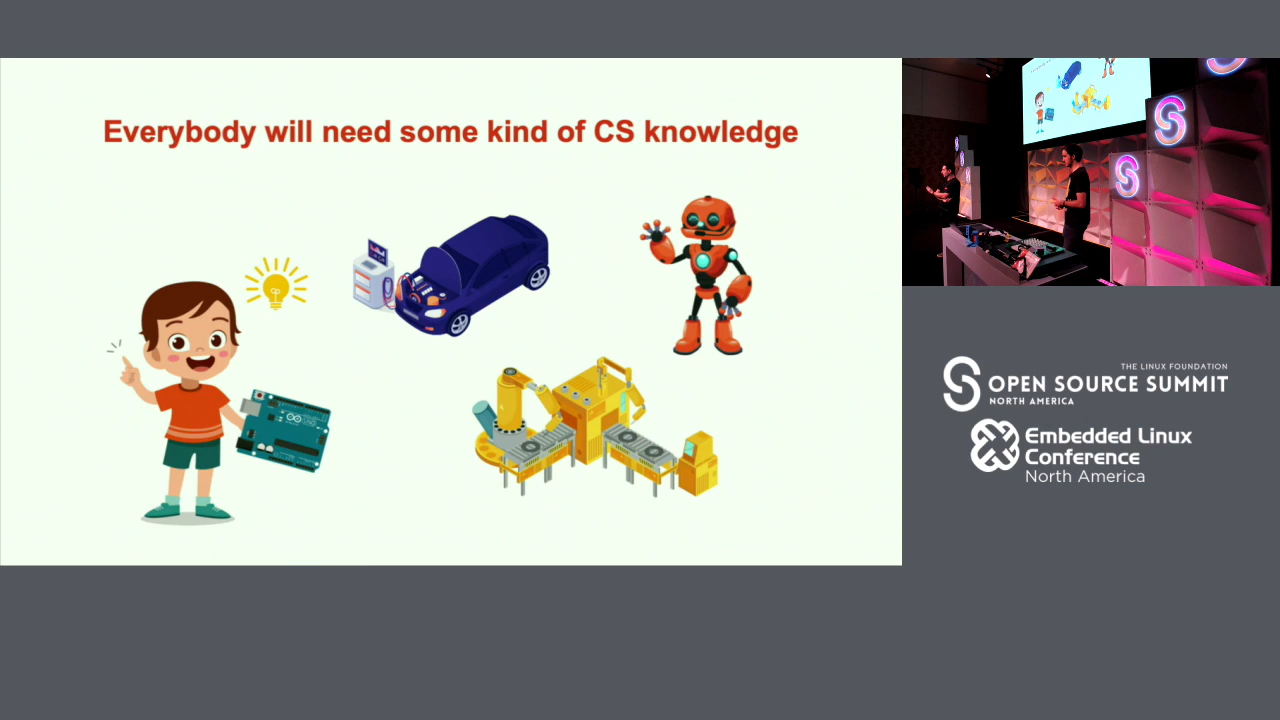 Everybody will need some kind of CS knowledge
THE LINUX FOUNDATION
OPEN SOURCE SUMMIT
NORTH AMERICA
Embedded Linux
Conference
North America